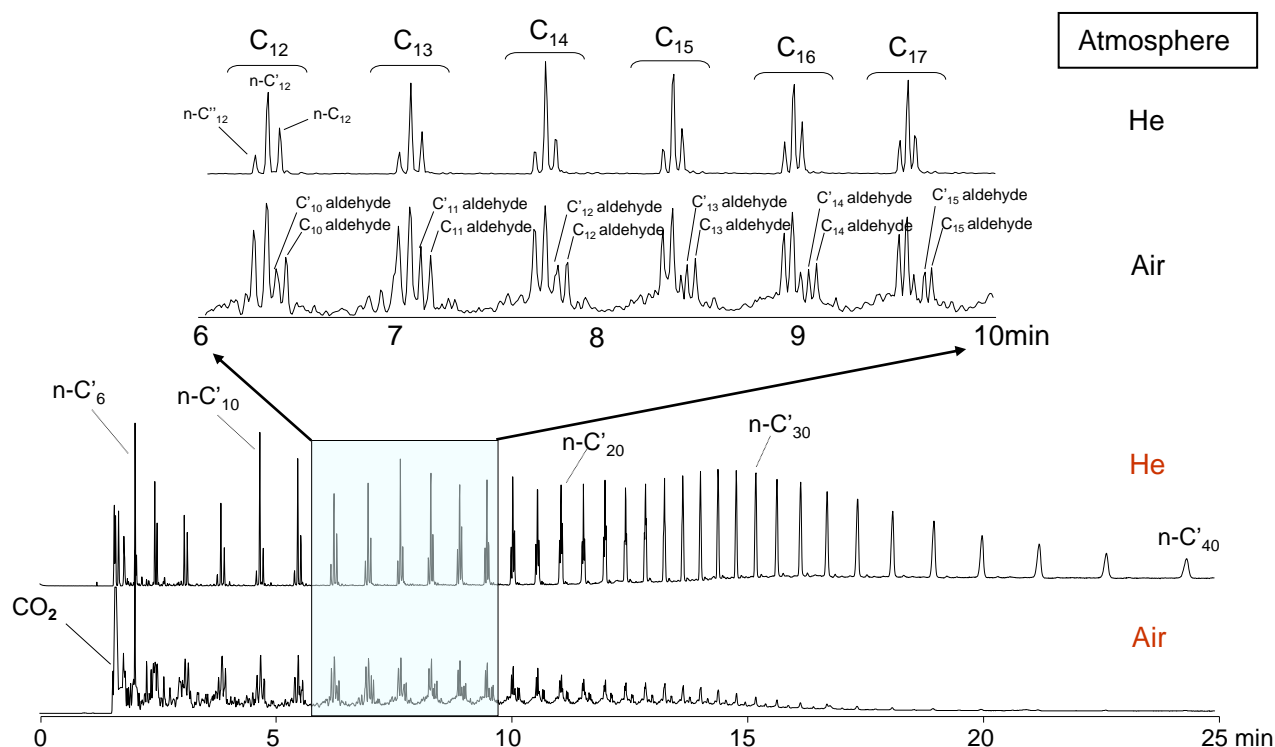 C12 C13 C14 C15 C16 C17
Atmosphere
n-C'12
n-C''12
n-C12
He
C'10 aldehyde
C10 aldehyde
C'11 aldehyde
C11 aldehyde
C'12 aldehyde
C12 aldehyde
C'13 aldehyde
C13 aldehyde
C'14 aldehyde
C14 aldehyde
C'15 aldehyde
C15 aldehyde
Air
6 7 8 9 10min
n-C'6
n-C'10
n-C'20
n-C'30
He
n-C'40
CO2
Air
0 5 10 15 20 25 min